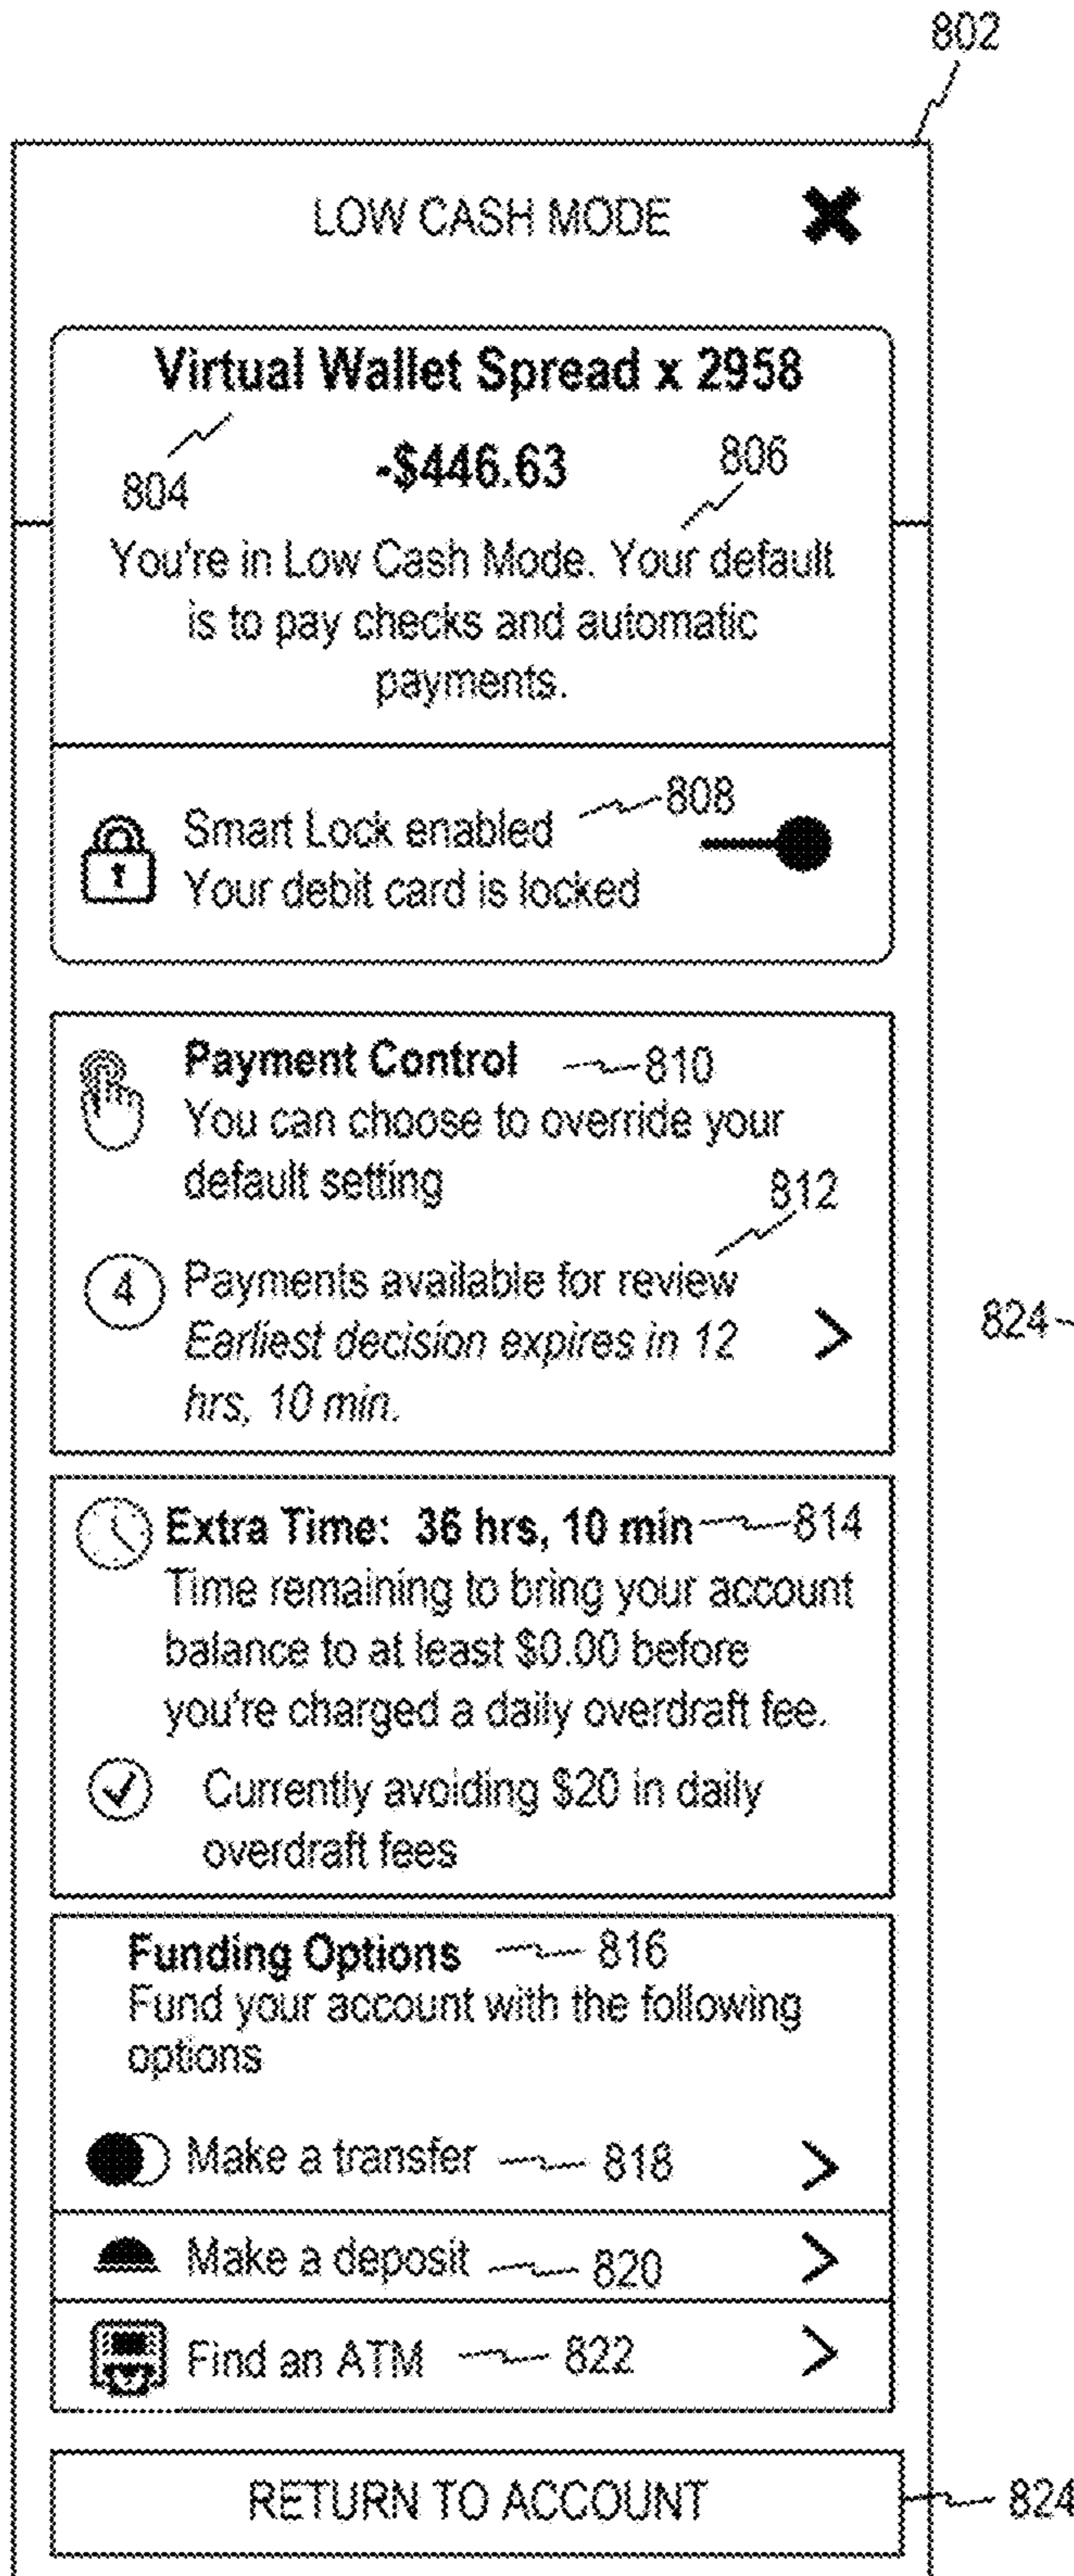 802
LOW CASH MODE
Virtual Wallet Spread x 2958
804
-$446.63
806
You're in Low Cash Mode. Your default
is to pay checks and automatic
payments.
Smart Lock enabled 808
Your debit card is locked
Payment Control 810
You can choose to override your
default setting
812
4 Payments available for review
Earliest decision expires in 12
hrs, 10 min.
824
Extra Time: 36 hrs, 10 min 814
Time remaining to bring your account
balance to at least $0.00 before
you're charged a daily overdraft fee.
Currently avoiding $20 in daily
overdraft fees
Funding Options 816
Fund your account with the following
options
Make a transfer 818
Make a deposit 820
Find an ATM 822
RETURN TO ACCOUNT 824